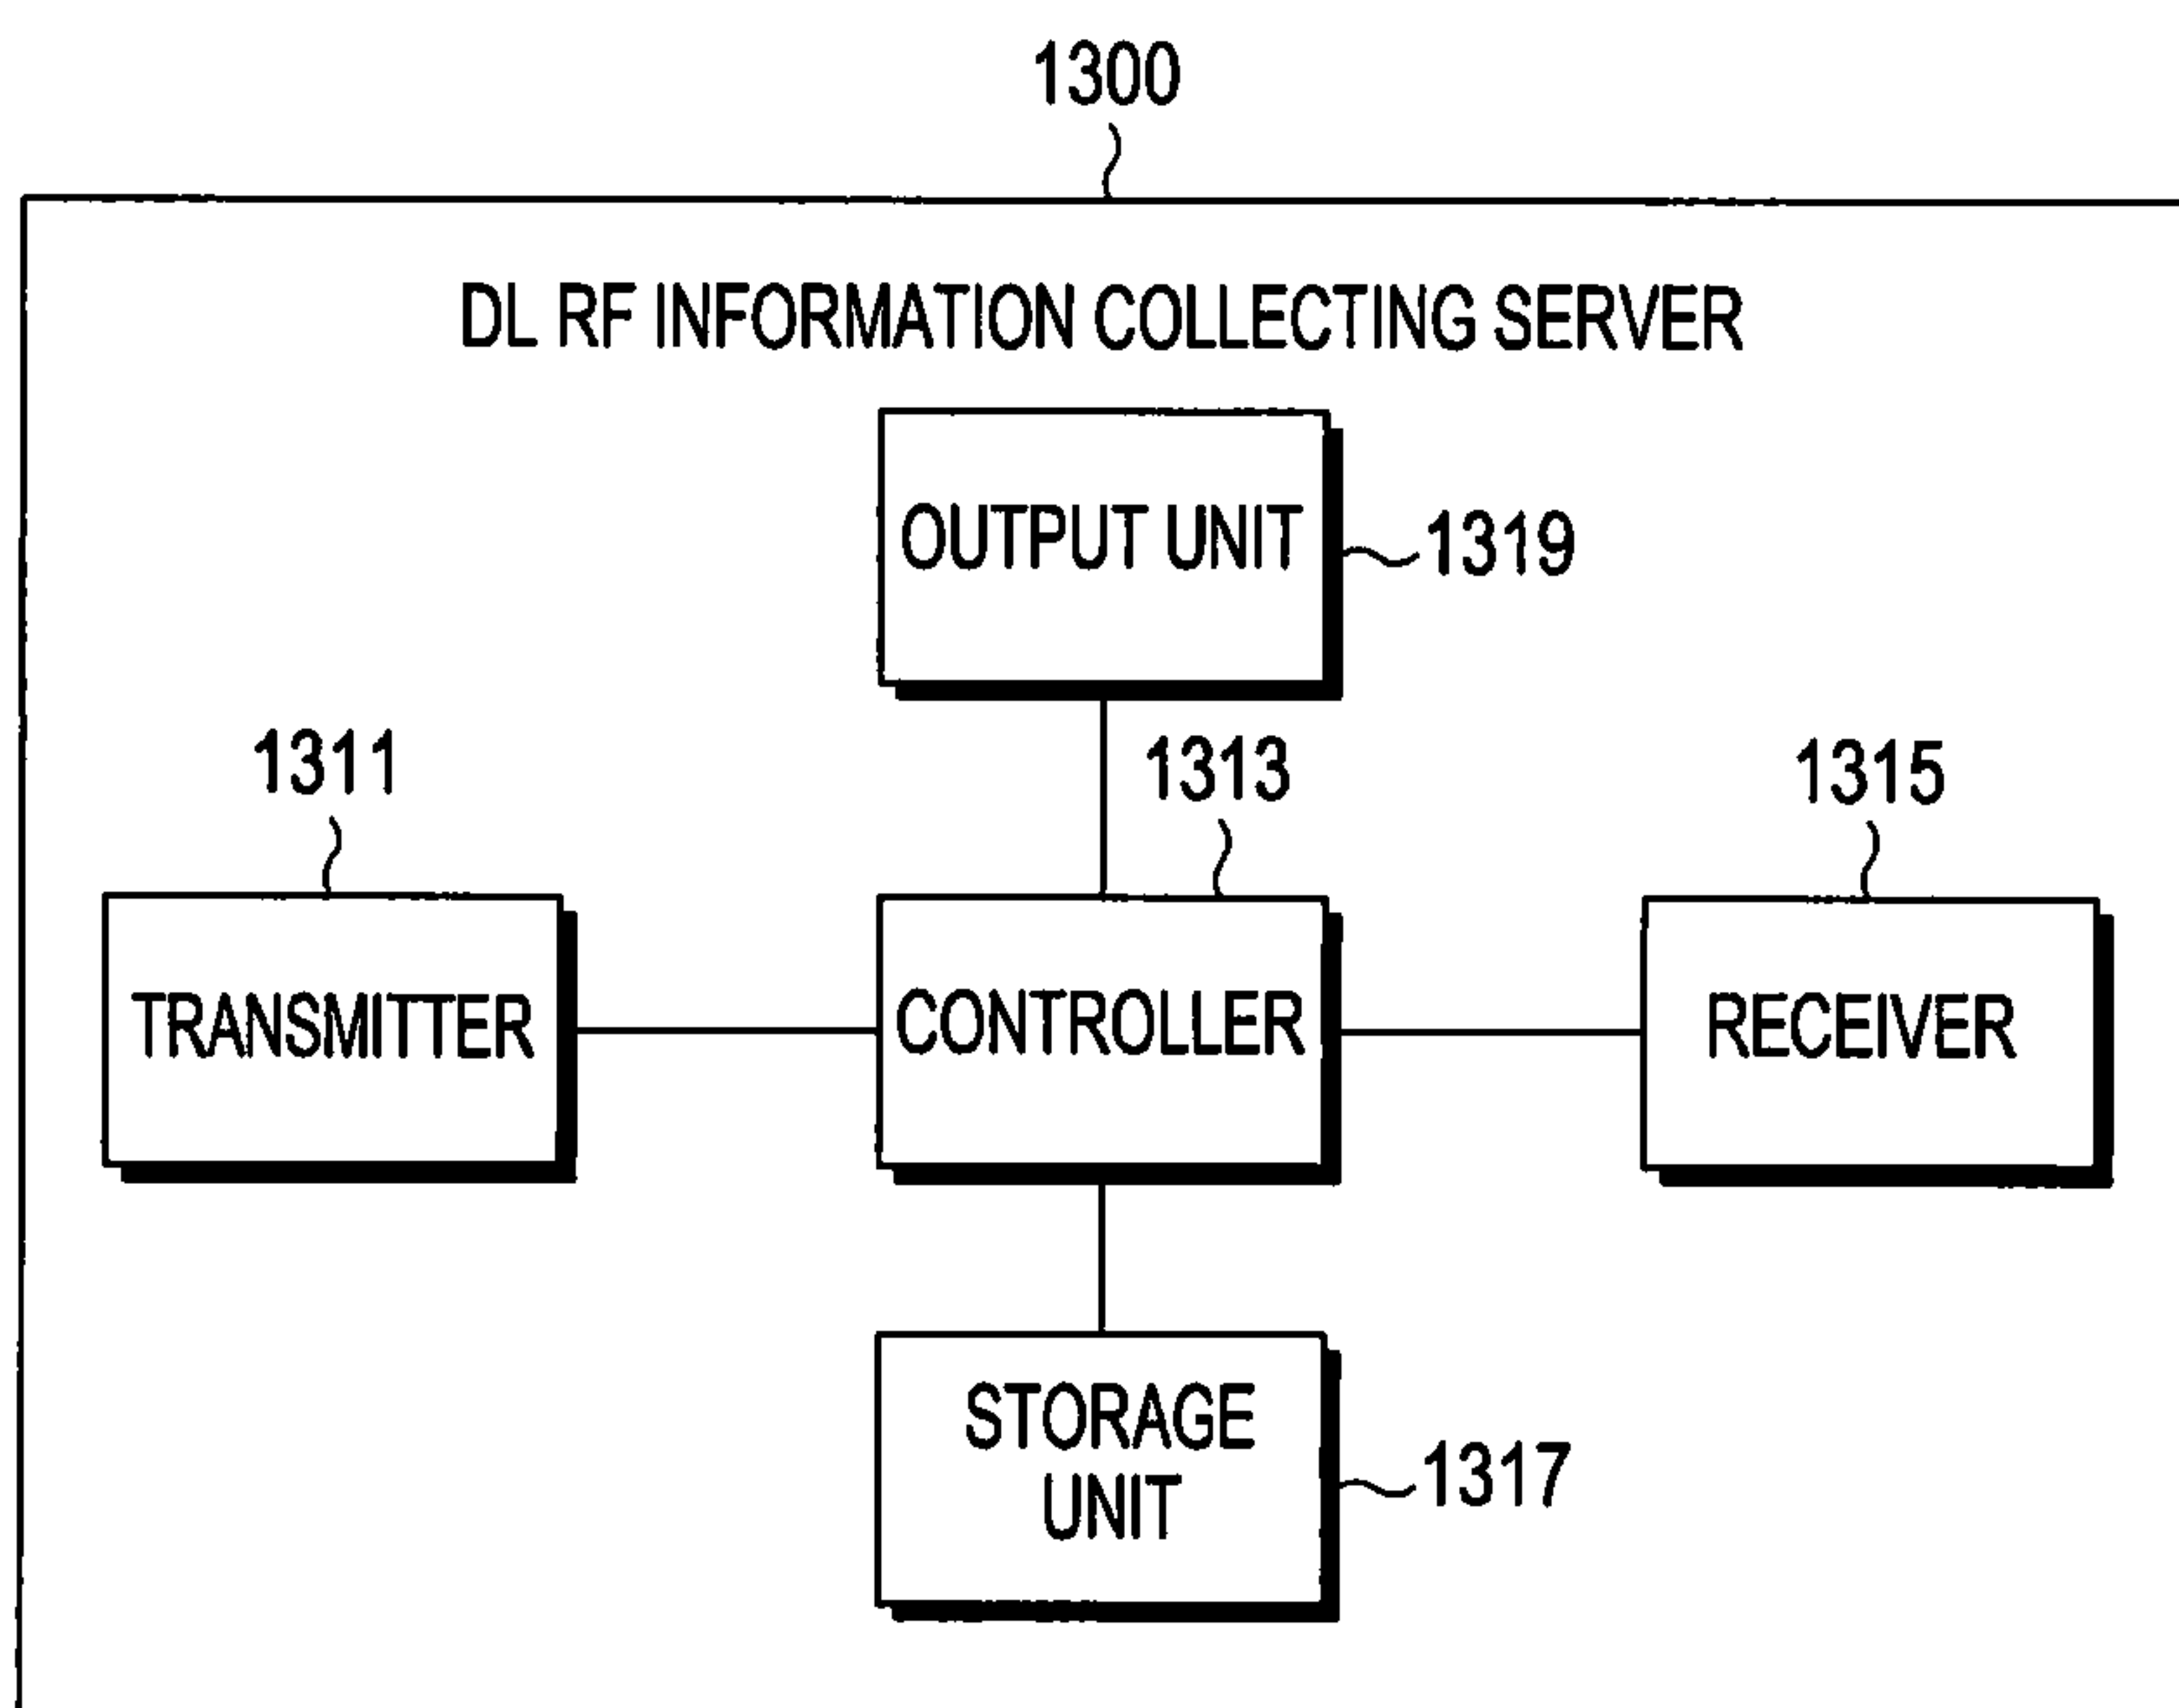 1300
DL RF INFORMATION COLLECTING SERVER
OUTPUT UNIT
1319
1311
1313
1315
TRANSMITTER
CONTROLLER
RECEIVER
STORAGE
UNIT
1317